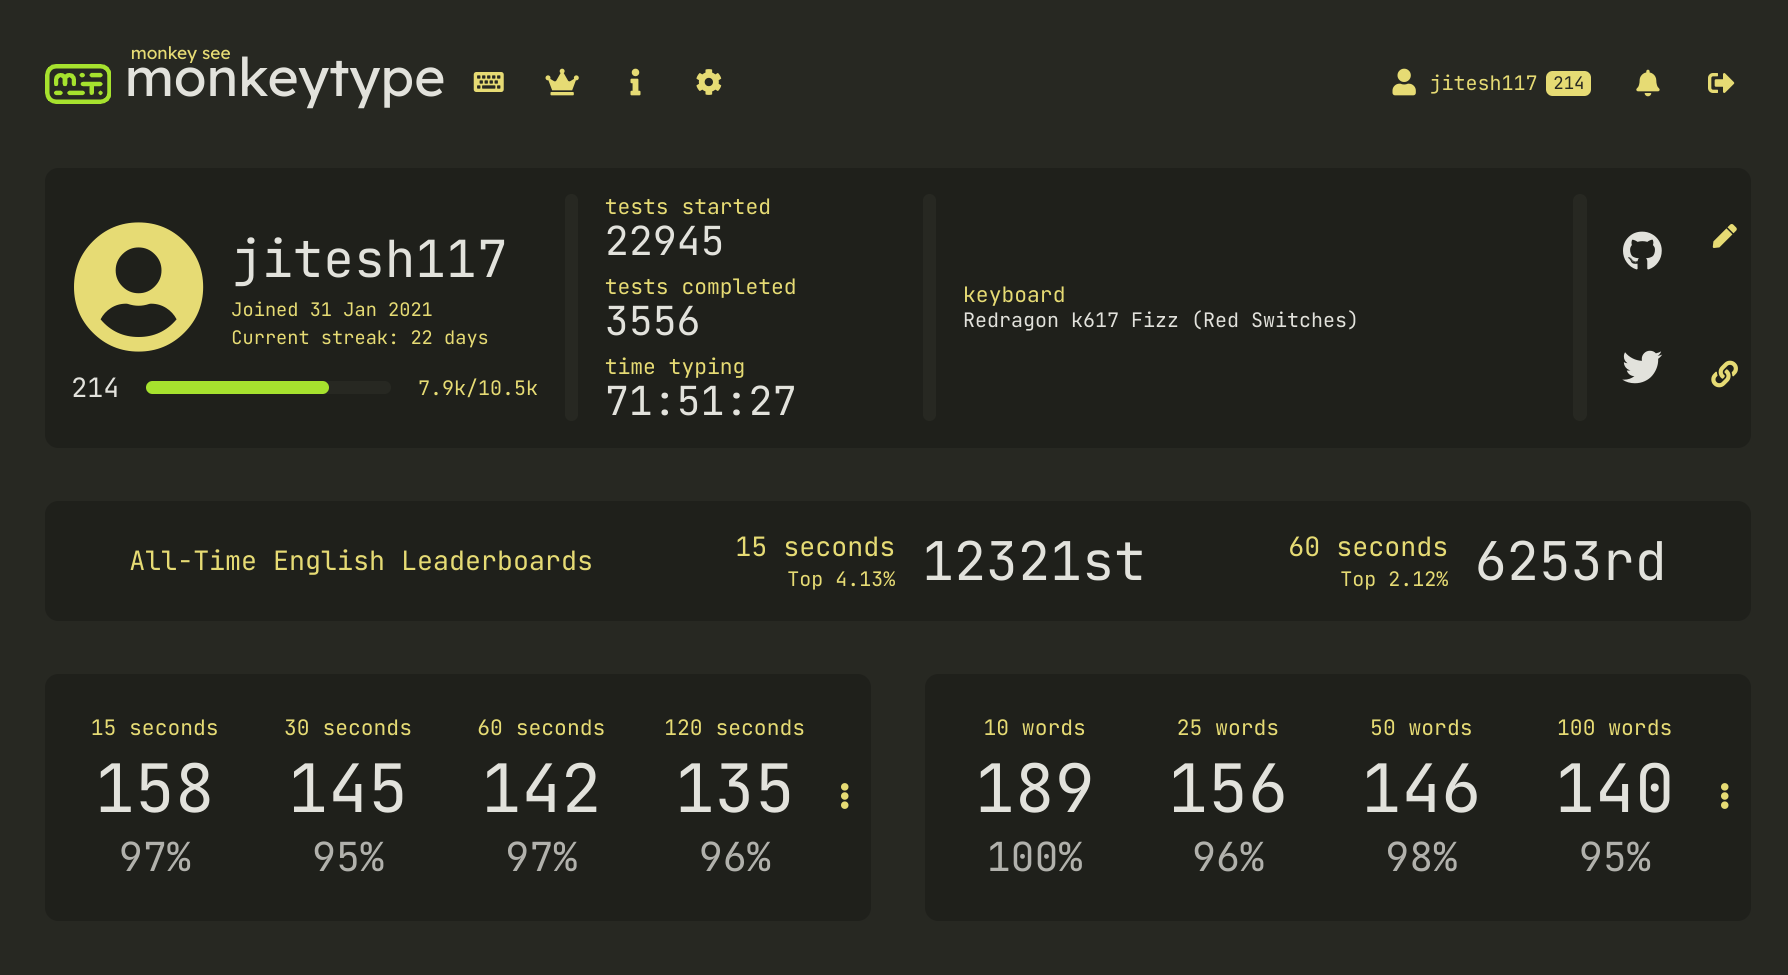 monkey see
monkeytype
jitesh117 214
jitesh117
Joined 31 Jan 2021
Current streak: 22 days
214 7.9k/10.5k
tests started
22945
tests completed
3556
time typing
71:51:27
keyboard
Redragon k617 Fizz (Red Switches)
All-Time English Leaderboards
15 seconds
Top 4.13%
12321st
60 seconds
Top 2.12%
6253rd
15 seconds 30 seconds 60 seconds 120 seconds
158 145 142 135
97% 95% 97% 96%
10 words 25 words 50 words 100 words
189 156 146 140
100% 96% 98% 95%